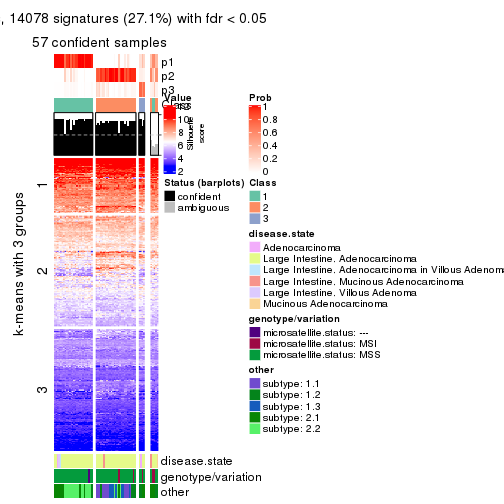 , 14078 signatures (27.1%) with fdr < 0.05
57 confident samples
p1
p2
p3
Class
k-means with 3 groups
1
2
3
Silhouette
score
Value
10
8
6
4
2
Status (barplots)
confident
ambiguous
Prob
1
0.8
0.6
0.4
0.2
0
Class
1
2
3
disease.state
Adenocarcinoma
Large Intestine. Adenocarcinoma
Large Intestine. Adenocarcinoma in Villous Adenom
Large Intestine. Mucinous Adenocarcinoma
Large Intestine. Villous Adenoma
Mucinous Adenocarcinoma
genotype/variation
microsatellite.status: ---
microsatellite.status: MSI
microsatellite.status: MSS
other
subtype: 1.1
subtype: 1.2
subtype: 1.3
subtype: 2.1
subtype: 2.2
disease.state
genotype/variation
other